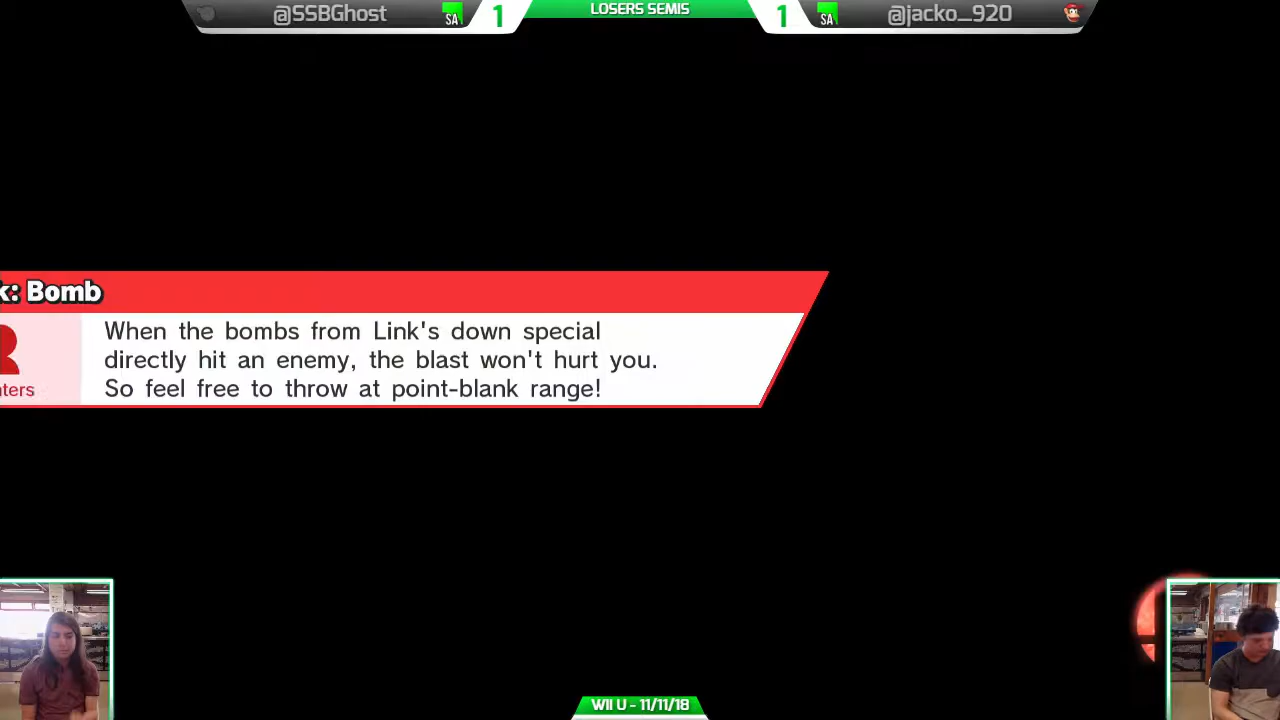 @SSBGhost
SA
1
LOSERS SEMIS
1
SA
@jacko_920
k: Bomb
When the bombs from Link's down special
directly hit an enemy, the blast won't hurt you.
So feel free to throw at point-blank range!
nters
WII U - 11/11/18